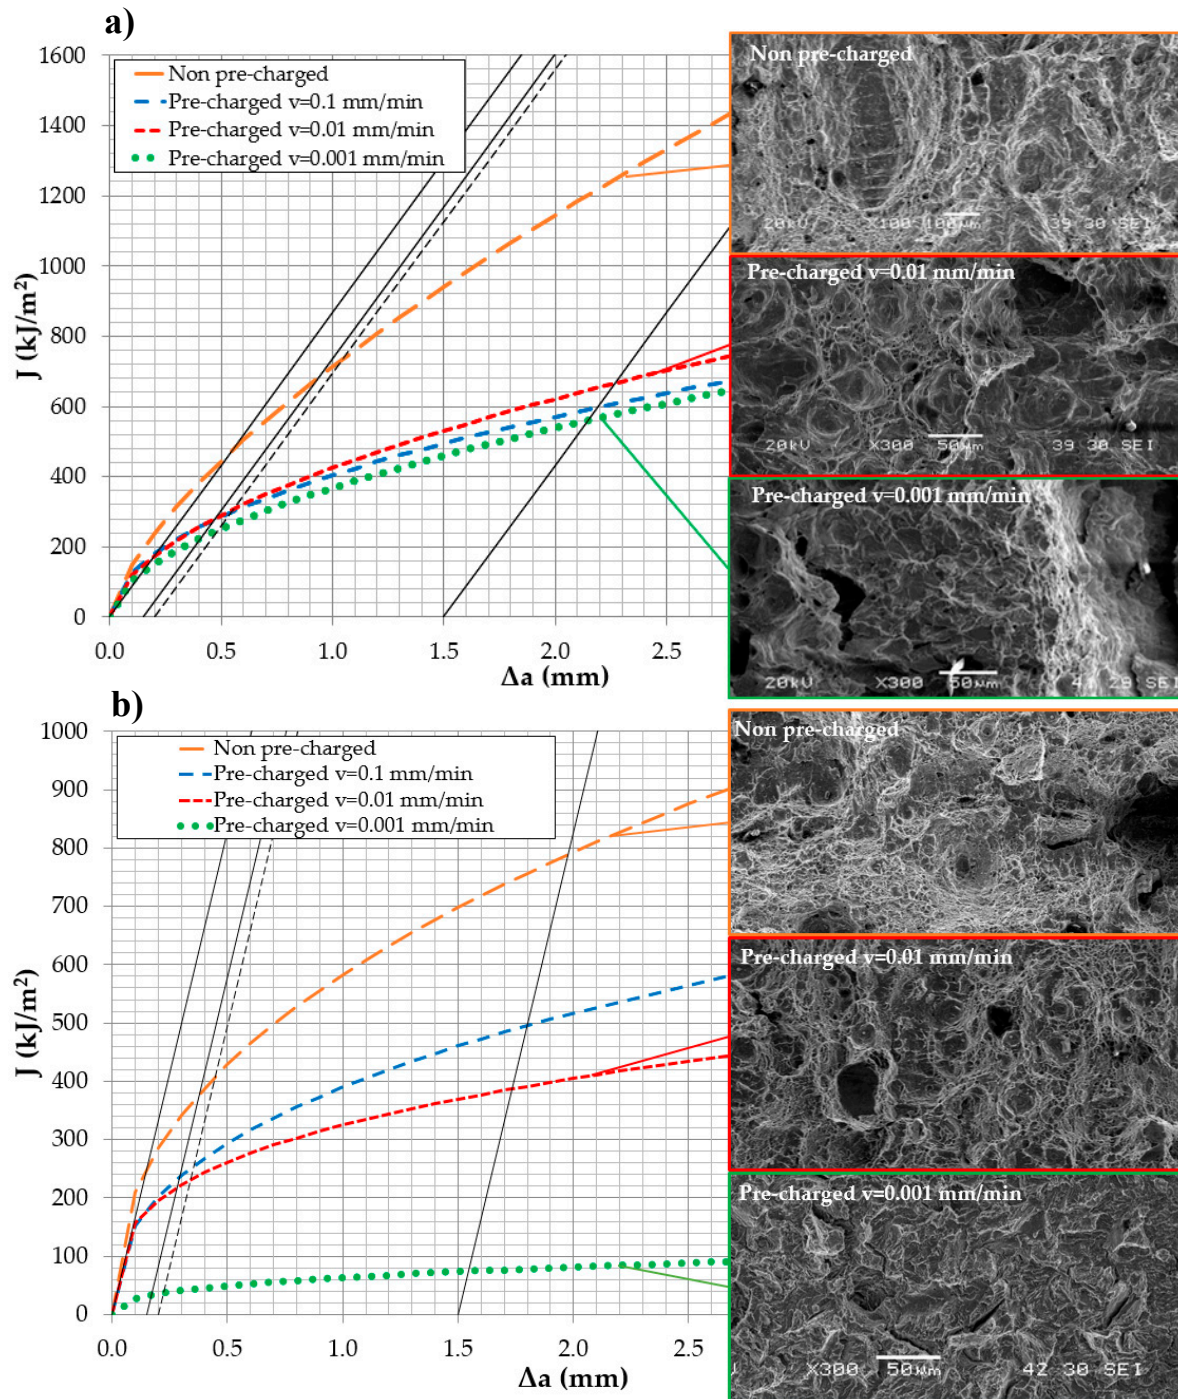 a)
J (kJ/m²)
1600
1400
1200
1000
800
600
400
200
0
Non pre-charged
Pre-charged v=0.1 mm/min
Pre-charged v=0.01 mm/min
Pre-charged v=0.001 mm/min
0.0 0.5 1.0 1.5 2.0 2.5
Δa (mm)
Non pre-charged
20kV X100 100µm 39 30 SEI
Pre-charged v=0.01 mm/min
20kV X300 50µm 39 30 SEI
Pre-charged v=0.001 mm/min
20kV X300 50µm 41 29 SEI
b)
J (kJ/m²)
1000
900
800
700
600
500
400
300
200
100
0
Non pre-charged
Pre-charged v=0.1 mm/min
Pre-charged v=0.01 mm/min
Pre-charged v=0.001 mm/min
0.0 0.5 1.0 1.5 2.0 2.5
Δa (mm)
Non pre-charged
Pre-charged v=0.01 mm/min
Pre-charged v=0.001 mm/min
X300 50µm 42 30 SEI